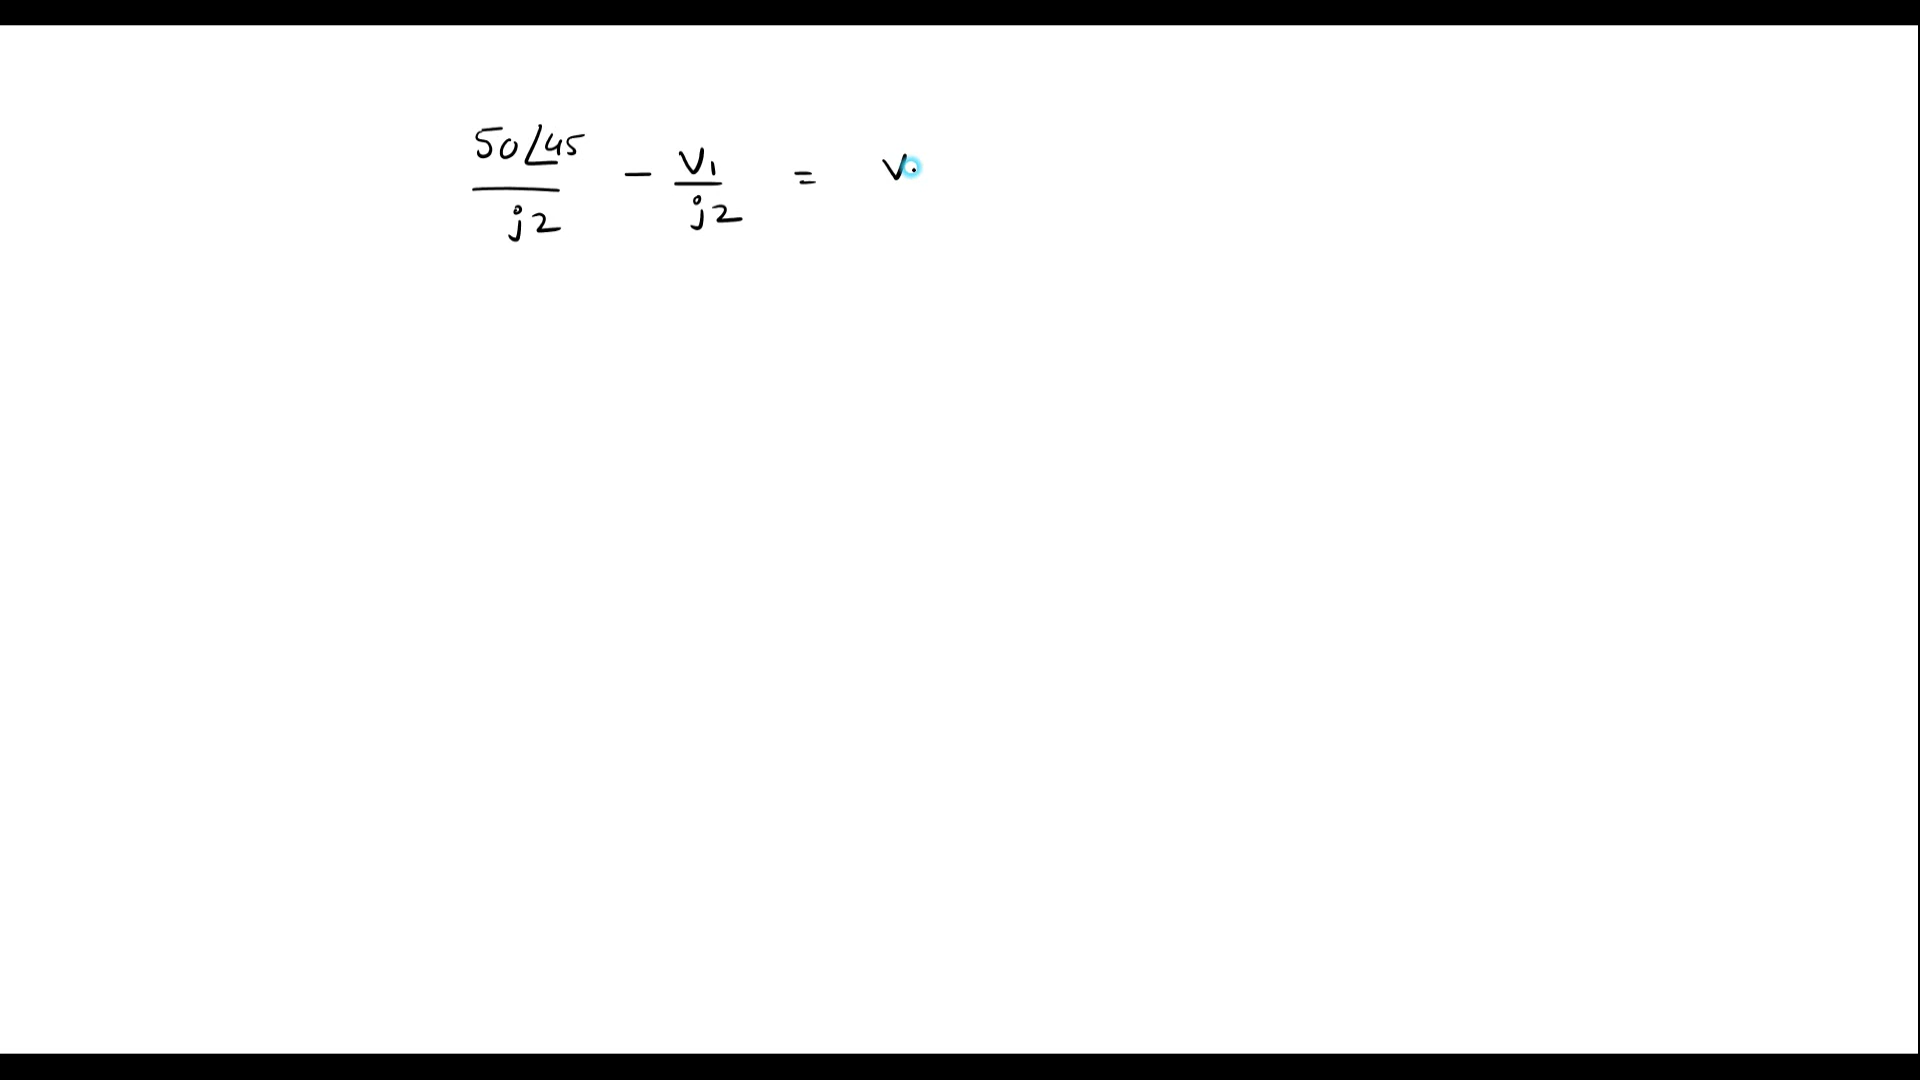 50∠45 / j2 - V1 / j2 = V